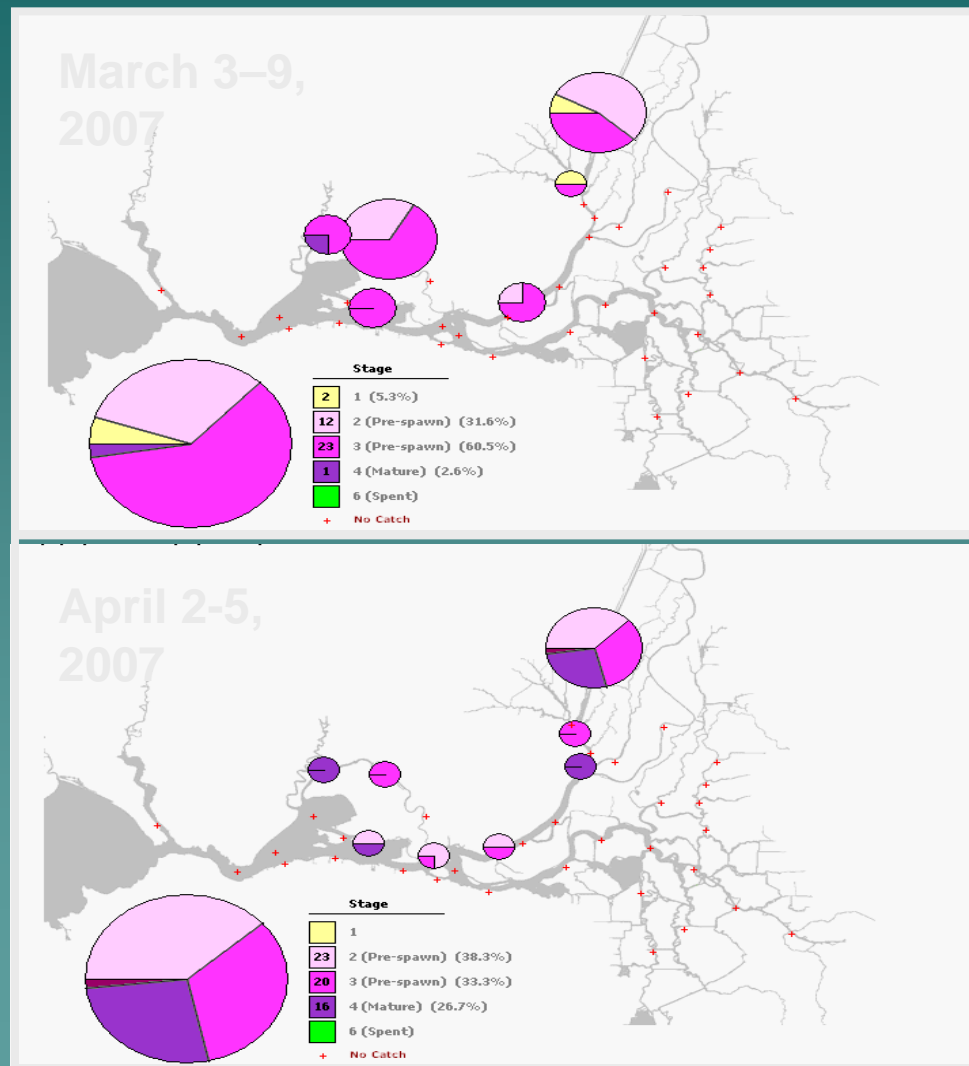 March 3–9,
2007
Stage
2 1 (5.3%)
12 2 (Pre-spawn) (31.6%)
23 3 (Pre-spawn) (60.5%)
1 4 (Mature) (2.6%)
6 (Spent)
+ No Catch
April 2-5,
2007
Stage
1
23 2 (Pre-spawn) (38.3%)
20 3 (Pre-spawn) (33.3%)
16 4 (Mature) (26.7%)
6 (Spent)
+ No Catch